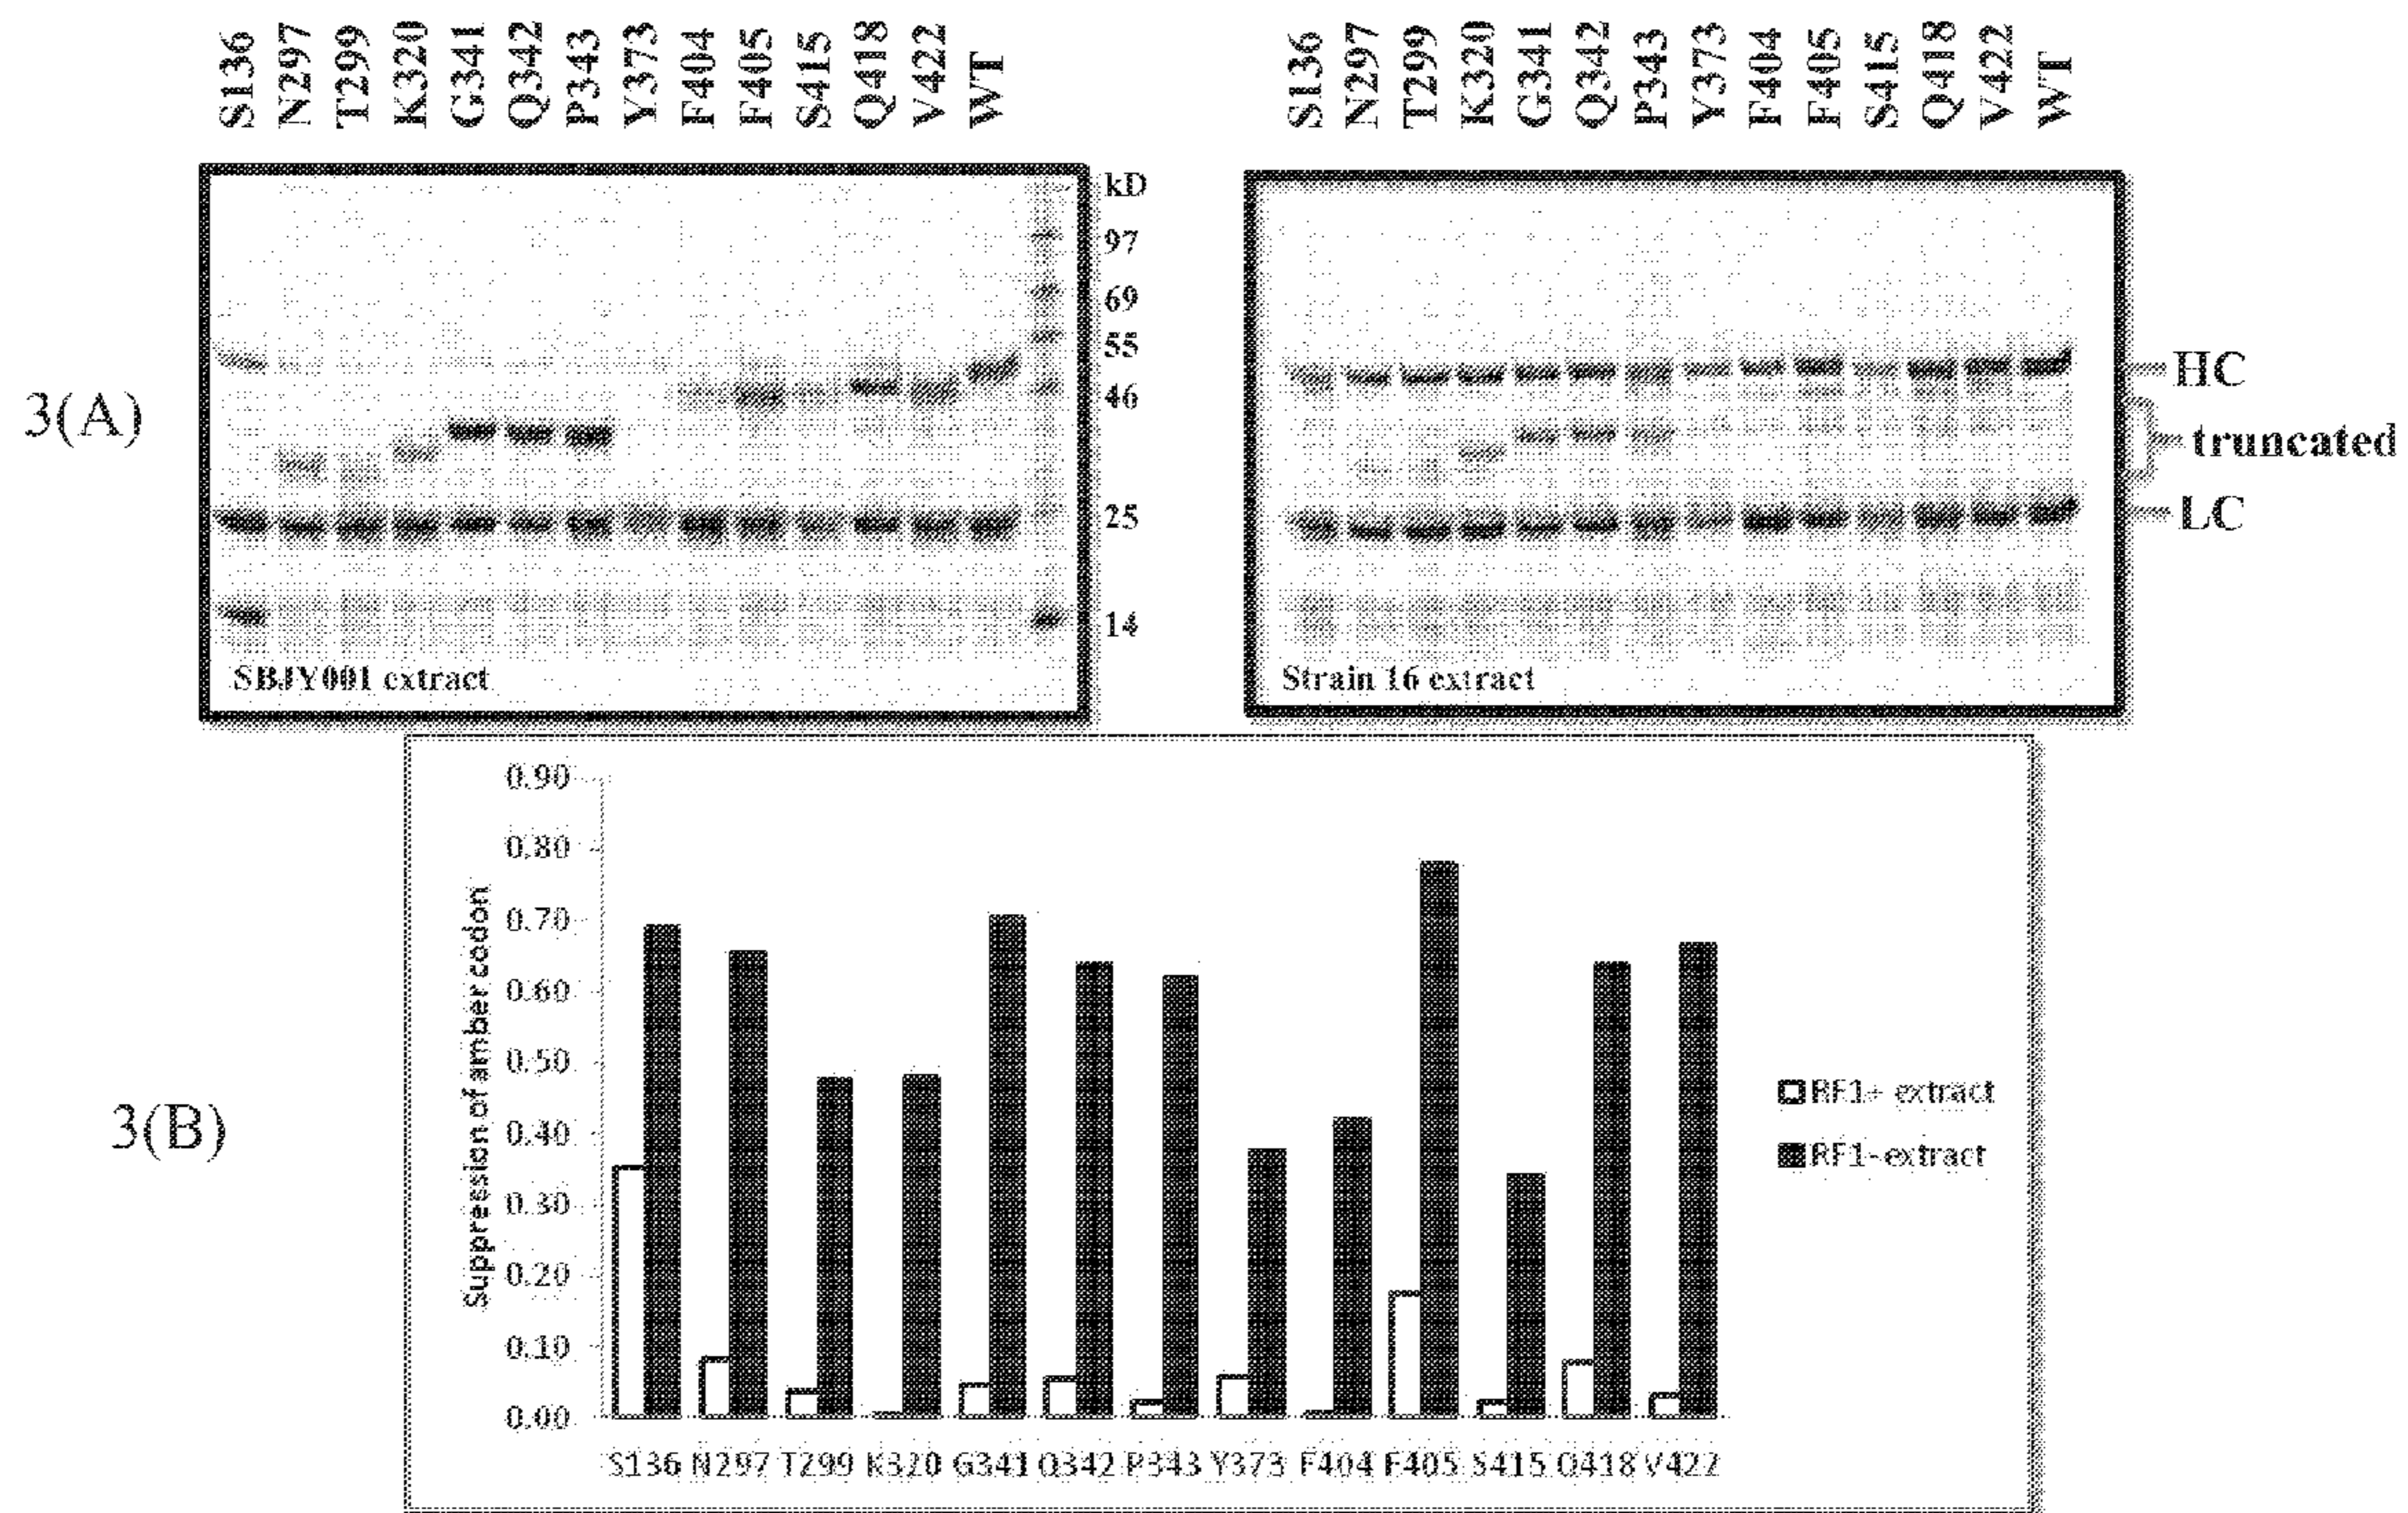 S136 N297 T299 K320 G341 Q342 P343 Y373 F404 F405 S415 Q418 V422 WT
S136 N297 T299 K320 G341 Q342 P343 Y373 F404 F405 S415 Q418 V422 WT
3(A)
kD
97
69
55
46
25
14
SBJY001 extract
Strain 16 extract
HC
truncated
LC
3(B)
Suppression of amber codon
0.90
0.80
0.70
0.60
0.50
0.40
0.30
0.20
0.10
0.00
S136 N297 T299 K320 G341 Q342 P343 Y373 F404 F405 S415 Q418 V422
RF1+ extract
RF1-extract